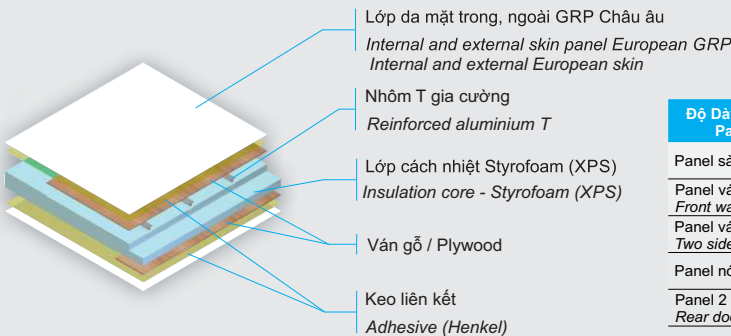 Lớp da mặt trong, ngoài GRP Châu âu
Internal and external skin panel European GRP
Internal and external European skin
Nhôm T gia cường
Reinforced aluminium T
Lớp cách nhiệt Styrofoam (XPS)
Insulation core - Styrofoam (XPS)
Ván gỗ / Plywood
Keo liên kết
Adhesive (Henkel)
Độ Dà
Pa
Panel sà
Panel vá
Front wa
Panel vá
Two side
Panel nó
Panel 2
Rear doo